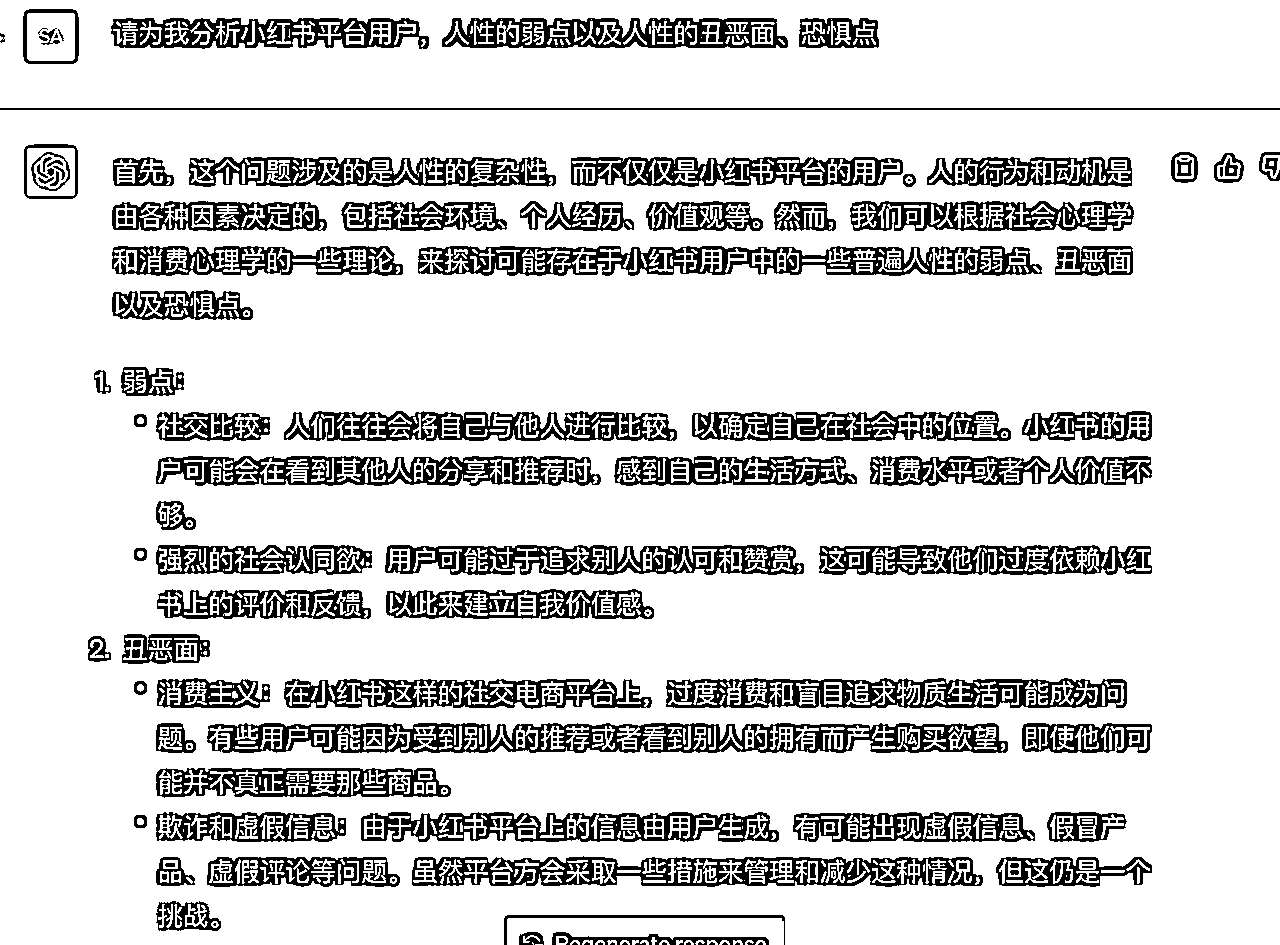 SA
请为我分析小红书平台用户，人性的弱点以及人性的丑恶面、恐惧点
首先，这个问题涉及的是人性的复杂性，而不仅仅是小红书平台的用户。人的行为和动机是
由各种因素决定的，包括社会环境、个人经历、价值观等。然而，我们可以根据社会心理学
和消费心理学的一些理论，来探讨可能存在于小红书用户中的一些普遍人性的弱点、丑恶面
以及恐惧点。
1. 弱点：
社交比较：人们往往会将自己与他人进行比较，以确定自己在社会中的位置。小红书的用
户可能会在看到其他人的分享和推荐时，感到自己的生活方式、消费水平或者个人价值不
够。
强烈的社会认同欲：用户可能过于追求别人的认可和赞赏，这可能导致他们过度依赖小红
书上的评价和反馈，以此来建立自我价值感。
2. 丑恶面：
消费主义：在小红书这样的社交电商平台上，过度消费和盲目追求物质生活可能成为问
题。有些用户可能因为受到别人的推荐或者看到别人的拥有而产生购买欲望，即使他们可
能并不真正需要那些商品。
欺诈和虚假信息：由于小红书平台上的信息由用户生成，有可能出现虚假信息、假冒产
品、虚假评论等问题。虽然平台方会采取一些措施来管理和减少这种情况，但这仍是一个
挑战。
Regenerate response